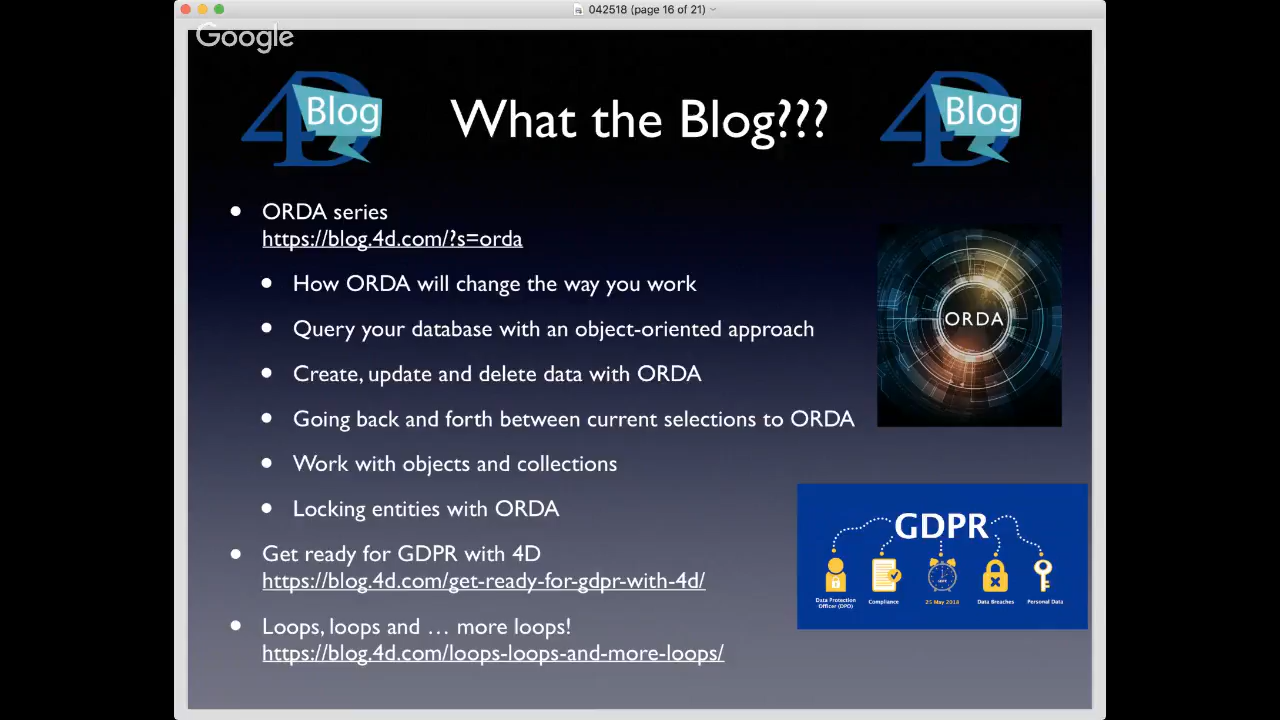 042518 (page 16 of 21)
Google
4D Blog
What the Blog???
4D Blog
• ORDA series
https://blog.4d.com/?s=orda
• How ORDA will change the way you work
• Query your database with an object-oriented approach
• Create, update and delete data with ORDA
• Going back and forth between current selections to ORDA
• Work with objects and collections
• Locking entities with ORDA
ORDA
• Get ready for GDPR with 4D
https://blog.4d.com/get-ready-for-gdpr-with-4d/
• Loops, loops and … more loops!
https://blog.4d.com/loops-loops-and-more-loops/
GDPR
Data Protection
Officer (DPO)
Compliance
25 May 2018
Data Breaches
Personal Data